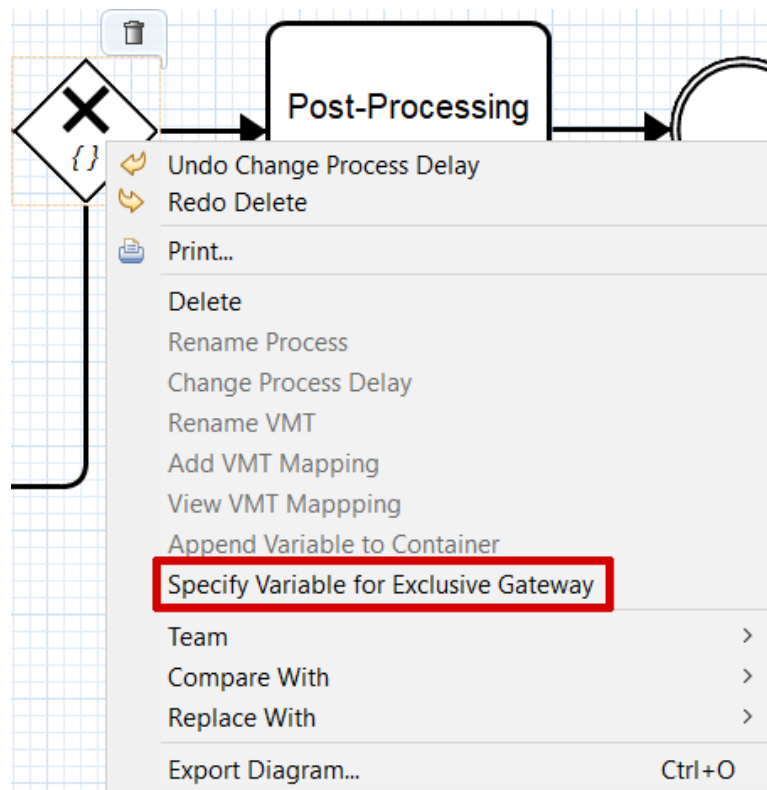 Post-Processing
{}
Undo Change Process Delay
Redo Delete
Print...
Delete
Rename Process
Change Process Delay
Rename VMT
Add VMT Mapping
View VMT Mappping
Append Variable to Container
Specify Variable for Exclusive Gateway
Team
Compare With
Replace With
Export Diagram... Ctrl+O